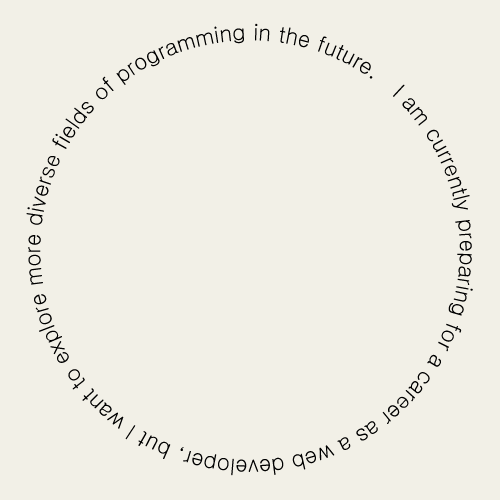 I am currently preparing for a career as a web developer, but I want to explore more diverse fields of programming in the future.